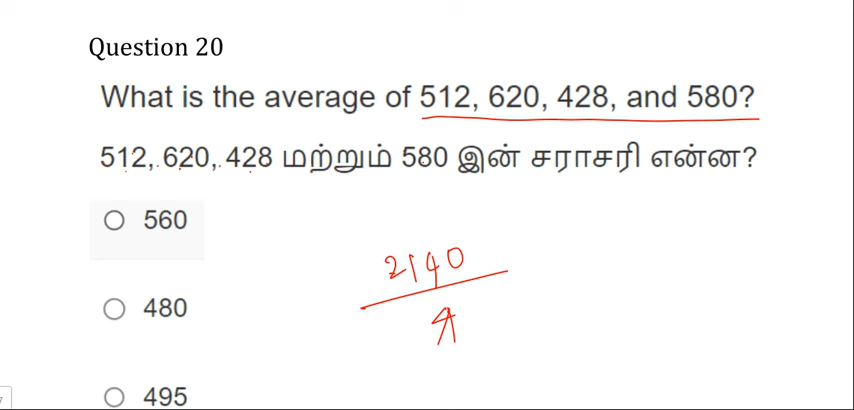 Question 20
What is the average of 512, 620, 428, and 580?
512, 620, 428 மற்றும் 580 இன் சராசரி என்ன?
560
2140
4
480
495